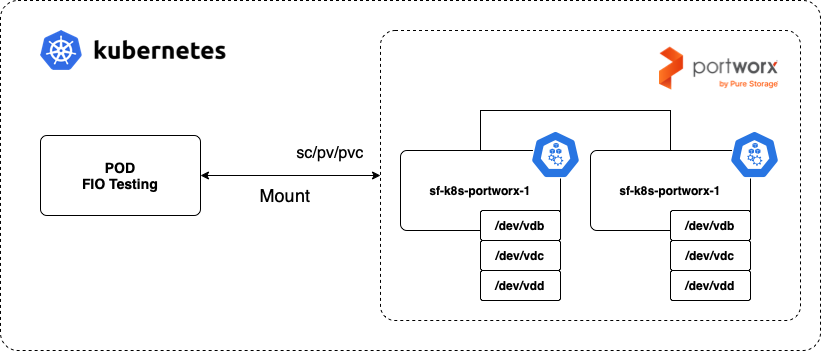 kubernetes
portworx
by Pure Storage
POD
FIO Testing
sc/pv/pvc
Mount
sf-k8s-portworx-1
/dev/vdb
/dev/vdc
/dev/vdd
sf-k8s-portworx-1
/dev/vdb
/dev/vdc
/dev/vdd